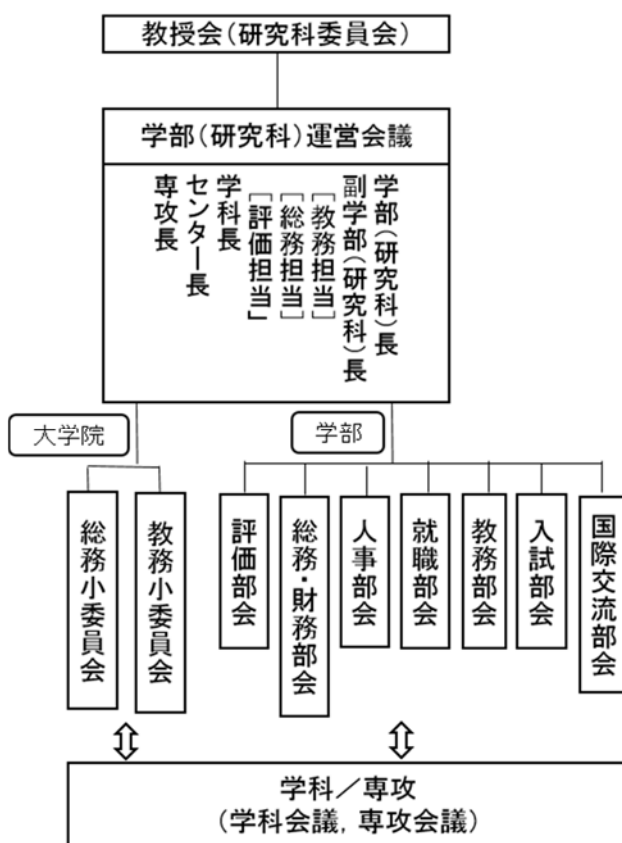 教授会(研究科委員会)
学部(研究科)運営会議
学部(研究科)長
副学部(研究科)長
[教務担当]
[総務担当]
[評価担当」
学科長
センター長
専攻長
大学院
学部
総務小委員会
教務小委員会
評価部会
総務・財務部会
人事部会
就職部会
教務部会
入試部会
国際交流部会
学科／専攻
(学科会議,専攻会議)